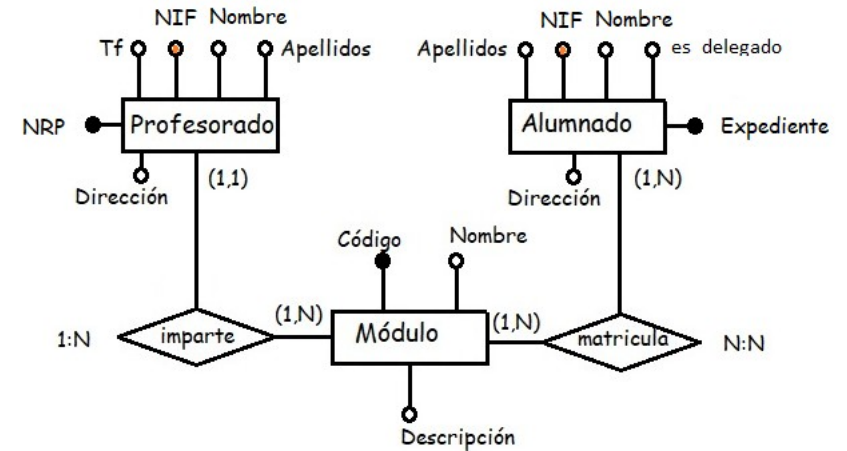 NIF Nombre
Tf
Apellidos
NRP
Profesorado
Dirección
(1,1)
NIF Nombre
Apellidos
es delegado
Alumnado
Expediente
Dirección
(1,N)
Código
Nombre
1:N
imparte
(1,N)
Módulo
(1,N)
matricula
N:N
Descripción